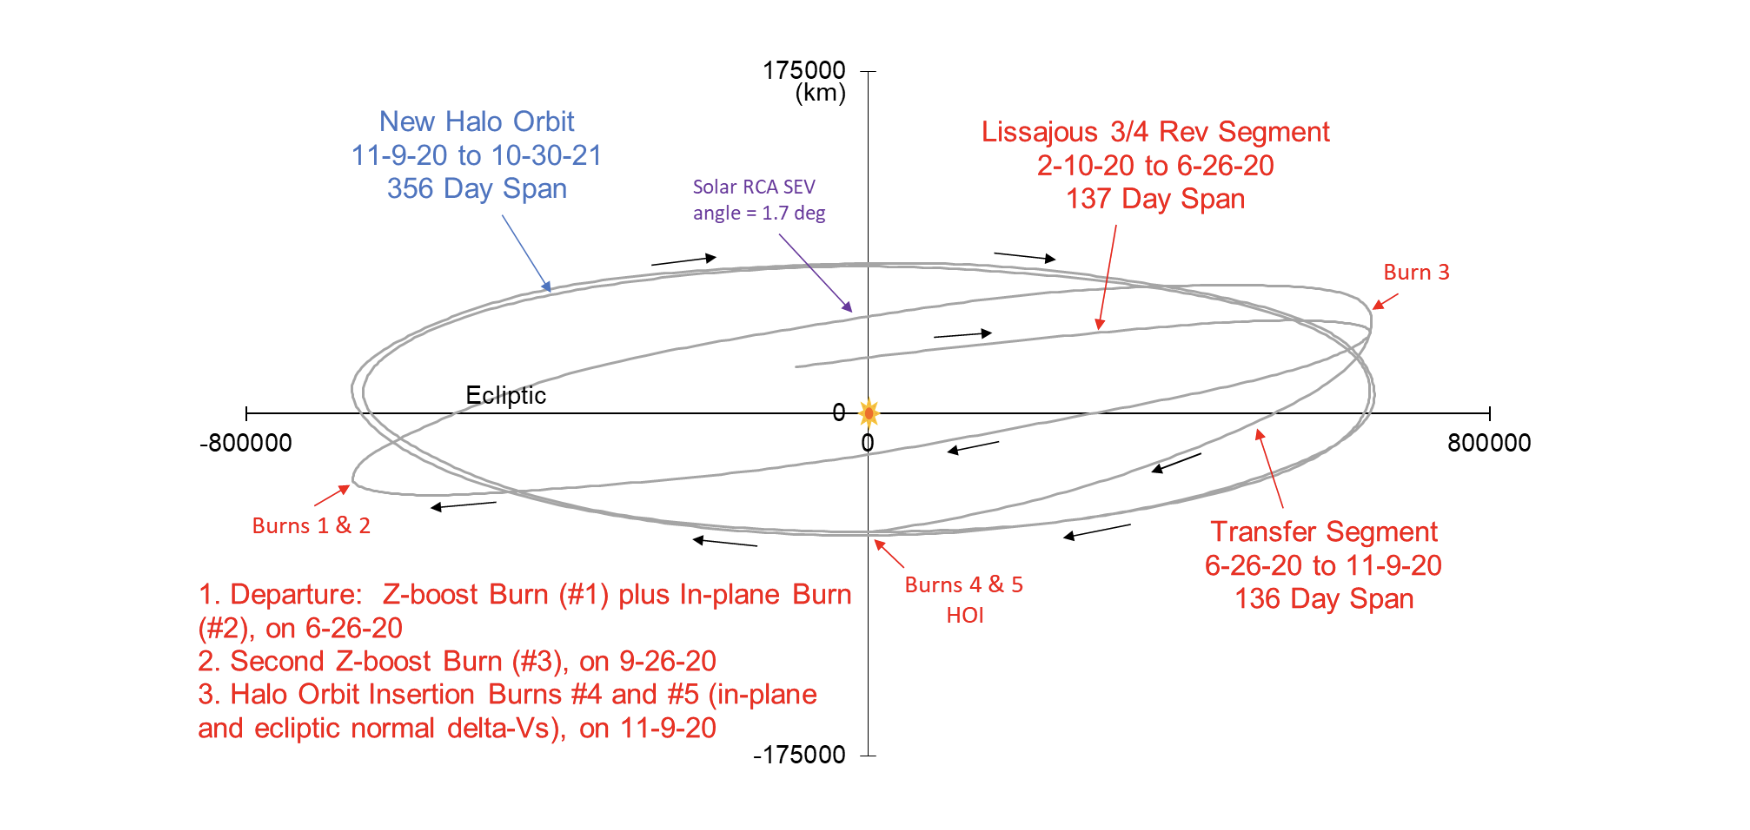 175000
(km)
New Halo Orbit
11-9-20 to 10-30-21
356 Day Span
Lissajous 3/4 Rev Segment
2-10-20 to 6-26-20
137 Day Span
Solar RCA SEV
angle = 1.7 deg
Burn 3
Ecliptic
0
-800000
0
800000
Burns 1 & 2
Transfer Segment
6-26-20 to 11-9-20
136 Day Span
Burns 4 & 5
HOI
1. Departure:  Z-boost Burn (#1) plus In-plane Burn
(#2), on 6-26-20
2. Second Z-boost Burn (#3), on 9-26-20
3. Halo Orbit Insertion Burns #4 and #5 (in-plane
and ecliptic normal delta-Vs), on 11-9-20
-175000